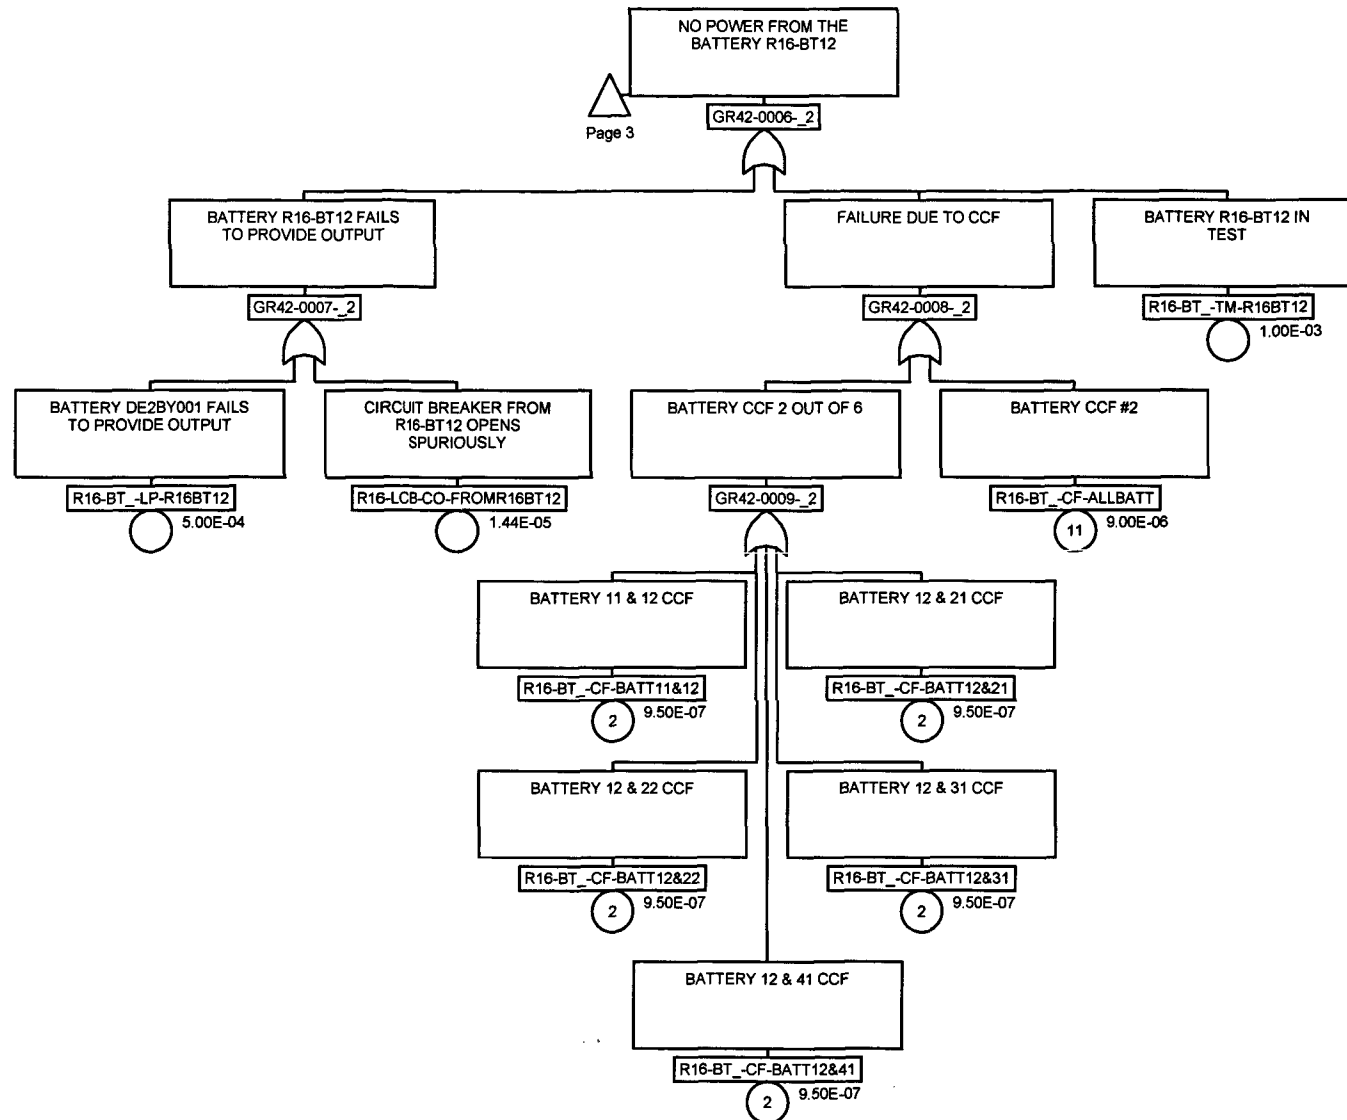 NO POWER FROM THE
BATTERY R16-BT12
Page 3
GR42-0006-_2
BATTERY R16-BT12 FAILS
TO PROVIDE OUTPUT
GR42-0007-_2
FAILURE DUE TO CCF
GR42-0008-_2
BATTERY R16-BT12 IN
TEST
R16-BT_-TM-R16BT12
1.00E-03
BATTERY DE2BY001 FAILS
TO PROVIDE OUTPUT
R16-BT_-LP-R16BT12
5.00E-04
CIRCUIT BREAKER FROM
R16-BT12 OPENS
SPURIOUSLY
R16-LCB-CO-FROMR16BT12
1.44E-05
BATTERY CCF 2 OUT OF 6
GR42-0009-_2
BATTERY CCF #2
R16-BT_-CF-ALLBATT
11
9.00E-06
BATTERY 11 & 12 CCF
R16-BT_-CF-BATT11&12
2
9.50E-07
BATTERY 12 & 21 CCF
R16-BT_-CF-BATT12&21
2
9.50E-07
BATTERY 12 & 22 CCF
R16-BT_-CF-BATT12&22
2
9.50E-07
BATTERY 12 & 31 CCF
R16-BT_-CF-BATT12&31
2
9.50E-07
BATTERY 12 & 41 CCF
R16-BT_-CF-BATT12&41
2
9.50E-07